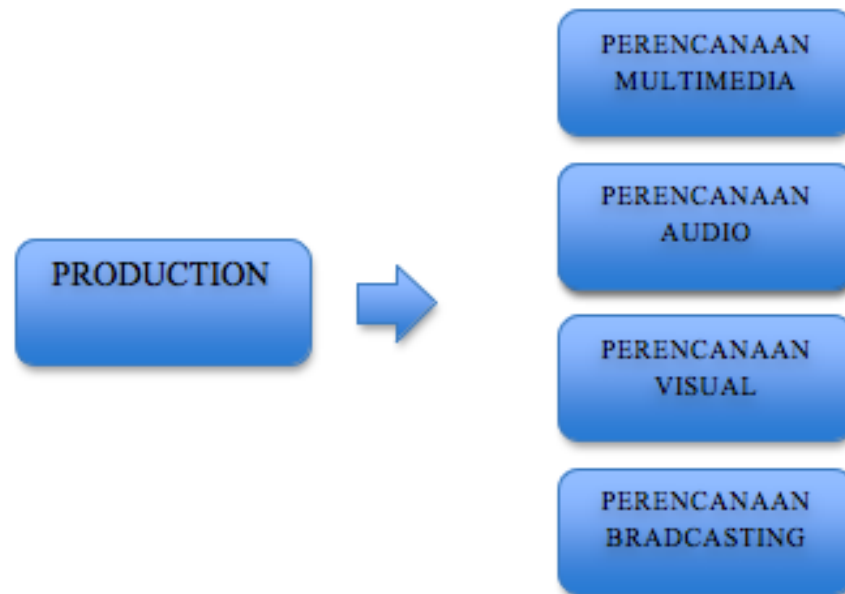 PRODUCTION
PERENCANAAN
MULTIMEDIA
PERENCANAAN
AUDIO
PERENCANAAN
VISUAL
PERENCANAAN
BRADCASTING